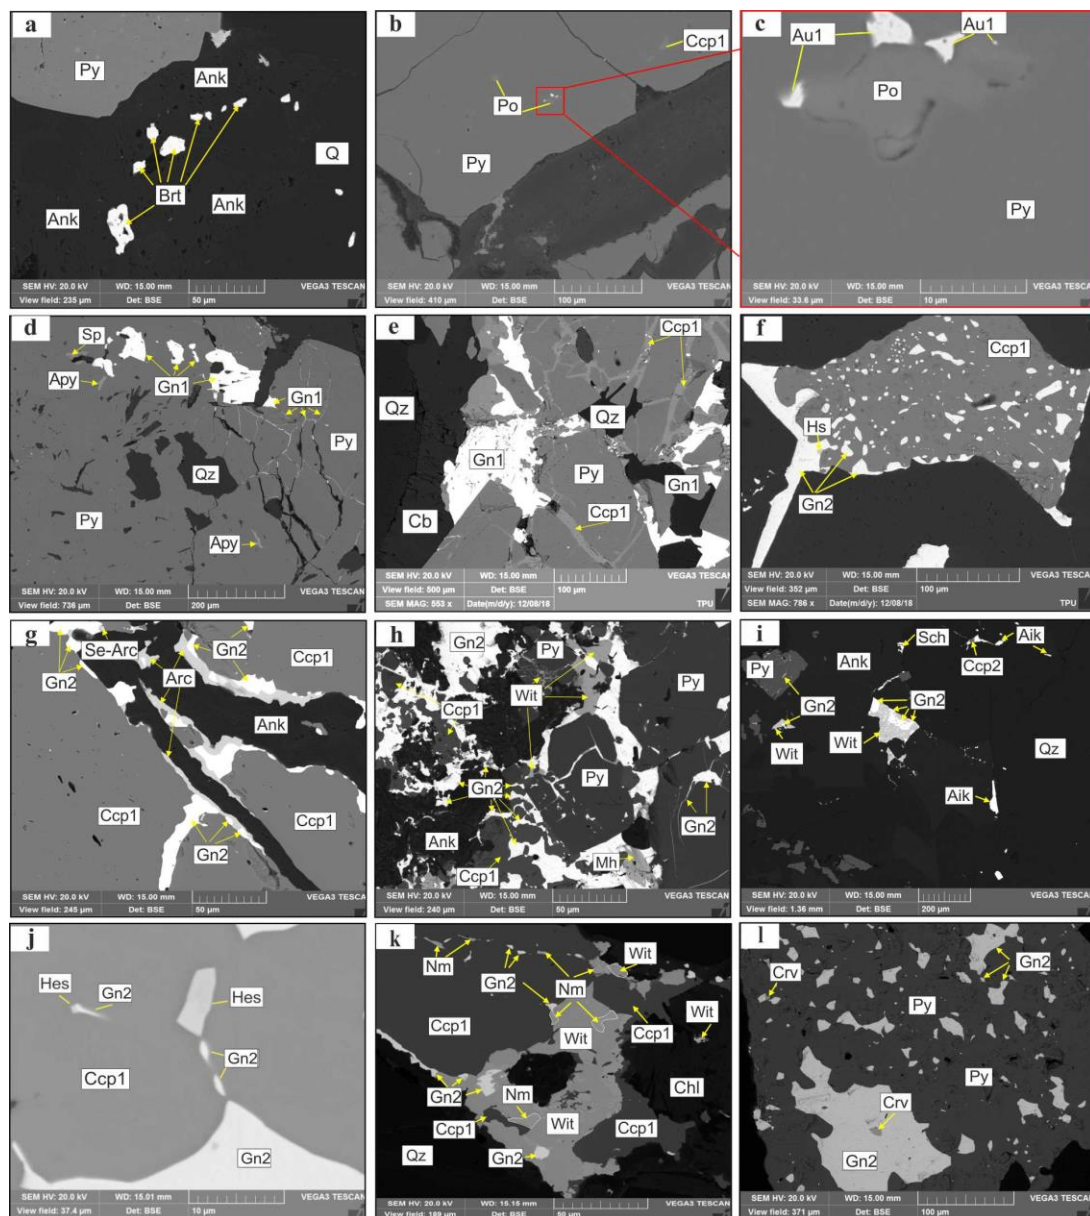 a
Py
Ank
Q
Brt
Ank
Ank
SEM HV: 20.0 kV WD: 15.00 mm VEGA3 TESCAN
View field: 235 µm Det: BSE 50 µm
b
Ccp1
Po
Py
SEM HV: 20.0 kV WD: 15.00 mm VEGA3 TESCAN
View field: 410 µm Det: BSE 100 µm
c
Au1
Au1
Po
Py
SEM HV: 20.0 kV WD: 15.00 mm VEGA3 TESCAN
View field: 33.6 µm Det: BSE 10 µm
d
Sp
Apy
Gn1
Gn1
Py
Qz
Py
Apy
SEM HV: 20.0 kV WD: 15.00 mm VEGA3 TESCAN
View field: 736 µm Det: BSE 200 µm
e
Ccp1
Qz
Qz
Gn1
Py
Gn1
Cb
Ccp1
SEM HV: 20.0 kV WD: 15.00 mm VEGA3 TESCAN
View field: 500 µm Det: BSE 100 µm
SEM MAG: 553 x Date(m/d/y): 12/08/18 TPU
f
Ccp1
Hs
Gn2
SEM HV: 20.0 kV WD: 15.00 mm VEGA3 TESCAN
View field: 352 µm Det: BSE 100 µm
SEM MAG: 786 x Date(m/d/y): 12/08/18 TPU
g
Gn2
Se-Arc
Gn2
Ccp1
Arc
Ank
Ccp1
Ccp1
Gn2
SEM HV: 20.0 kV WD: 15.00 mm VEGA3 TESCAN
View field: 245 µm Det: BSE 50 µm
h
Gn2
Py
Py
Wit
Ccp1
Py
Gn2
Gn2
Ank
Ccp1
Mh
SEM HV: 20.0 kV WD: 15.00 mm VEGA3 TESCAN
View field: 240 µm Det: BSE 50 µm
i
Sch
Aik
Ank
Ccp2
Py
Gn2
Gn2
Wit
Wit
Qz
Aik
SEM HV: 20.0 kV WD: 15.00 mm VEGA3 TESCAN
View field: 1.36 mm Det: BSE 200 µm
j
Hes
Gn2
Hes
Gn2
Ccp1
Gn2
SEM HV: 20.0 kV WD: 15.01 mm VEGA3 TESCAN
View field: 37.4 µm Det: BSE 10 µm
k
Wit
Nm
Gn2
Nm
Wit
Ccp1
Wit
Ccp1
Chl
Gn2
Nm
Ccp1
Wit
Ccp1
Qz
Gn2
SEM HV: 20.0 kV WD: 15.15 mm VEGA3 TESCAN
View field: 189 µm Det: BSE 50 µm
l
Gn2
Crv
Py
Py
Crv
Gn2
SEM HV: 20.0 kV WD: 15.00 mm VEGA3 TESCAN
View field: 371 µm Det: BSE 100 µm